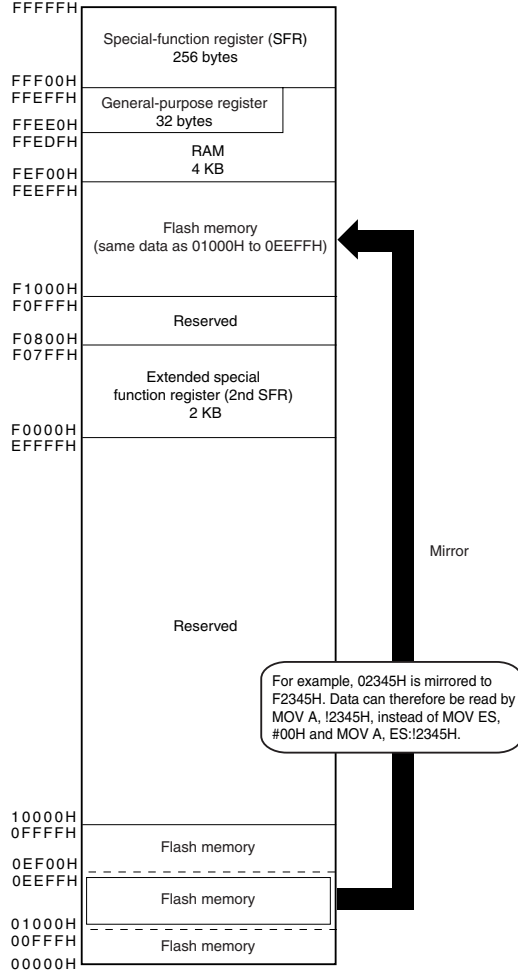 FFFFFH
Special-function register (SFR)
256 bytes
FFF00H
FFEFFH
General-purpose register
32 bytes
FFEE0H
FFEDFH
RAM
4 KB
FEF00H
FEEFFH
Flash memory
(same data as 01000H to 0EEFFH)
F1000H
F0FFFH
Reserved
F0800H
F07FFH
Extended special
function register (2nd SFR)
2 KB
F0000H
EFFFFH
Mirror
Reserved
For example, 02345H is mirrored to
F2345H. Data can therefore be read by
MOV A, !2345H, instead of MOV ES,
#00H and MOV A, ES:!2345H.
10000H
0FFFFH
Flash memory
0EF00H
0EEFFH
Flash memory
01000H
00FFFH
Flash memory
00000H